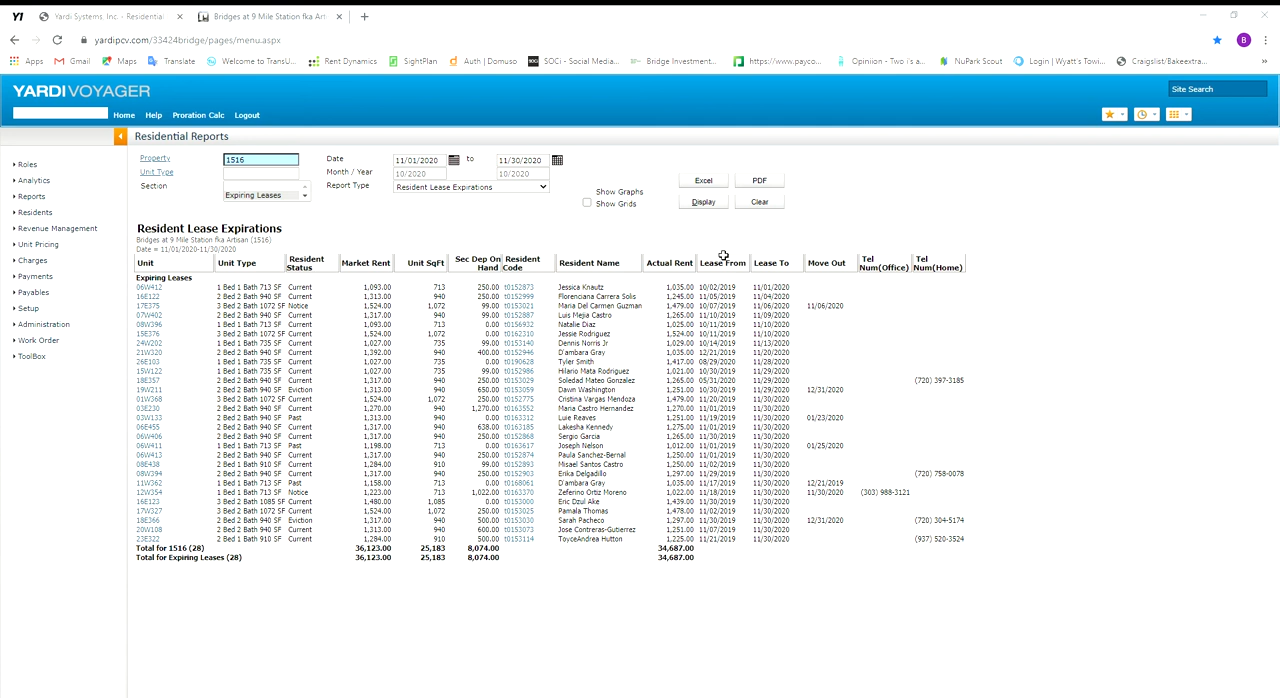 Yardi Systems, Inc. - Residential
Bridges at 9 Mile Station fka Arti
yardipcv.com/33424bridge/pages/menu.aspx
B
Apps Gmail Maps Translate Welcome to TransU... Rent Dynamics SightPlan Auth | Domuso SOCi - Social Media... Bridge Investment... https://www.payco... Opiniion - Two i's a... NuPark Scout Login | Wyatt's Towi... Craigslist/Bakeextra...
YARDI VOYAGER
Site Search
Home Help Proration Calc Logout
Residential Reports
Roles
Analytics
Reports
Residents
Revenue Management
Unit Pricing
Charges
Payments
Payables
Setup
Administration
Work Order
ToolBox
Property 1516 Date 11/01/2020 to 11/30/2020
Unit Type Month / Year 10/2020 10/2020
Section Expiring Leases Report Type Resident Lease Expirations
Show Graphs
Show Grids
Excel PDF
Display Clear
Resident Lease Expirations
Bridges at 9 Mile Station fka Artisan (1516)
Date = 11/01/2020-11/30/2020
Unit Unit Type Resident Status Market Rent Unit SqFt Sec Dep On Hand Resident Code Resident Name Actual Rent Lease From Lease To Move Out Tel Num(Office) Tel Num(Home)
Expiring Leases
06W412 1 Bed 1 Bath 713 SF Current 1,093.00 713 250.00 t0152873 Jessica Knautz 1,035.00 10/02/2019 11/01/2020
16E122 2 Bed 2 Bath 940 SF Current 1,313.00 940 250.00 t0152999 Florenciana Carrera Solis 1,245.00 11/05/2019 11/04/2020
17E375 3 Bed 2 Bath 1072 SF Notice 1,524.00 1,072 99.00 t0153021 Maria Del Carmen Guzman 1,479.00 10/07/2019 11/06/2020 11/06/2020
07W402 2 Bed 2 Bath 940 SF Current 1,317.00 940 99.00 t0152887 Luis Mejia Castro 1,265.00 11/10/2019 11/09/2020
08W396 1 Bed 1 Bath 713 SF Current 1,093.00 713 0.00 t0156932 Natalie Diaz 1,025.00 10/11/2019 11/10/2020
15E376 3 Bed 2 Bath 1072 SF Current 1,524.00 1,072 0.00 t0162310 Jessie Rodriguez 1,524.00 10/11/2019 11/10/2020
24W202 1 Bed 1 Bath 735 SF Current 1,027.00 735 99.00 t0153140 Dennis Norris Jr 1,029.00 10/14/2019 11/13/2020
21W320 2 Bed 2 Bath 940 SF Current 1,392.00 940 400.00 t0152946 D'ambara Gray 1,035.00 12/21/2019 11/20/2020
26E103 1 Bed 1 Bath 735 SF Current 1,027.00 735 0.00 t0190628 Tyler Smith 1,417.00 08/29/2020 11/28/2020
15W122 1 Bed 1 Bath 735 SF Current 1,027.00 735 99.00 t0152986 Hilario Mata Rodriguez 1,021.00 10/30/2019 11/29/2020
18E357 2 Bed 2 Bath 940 SF Current 1,317.00 940 250.00 t0153029 Soledad Mateo Gonzalez 1,265.00 05/31/2020 11/29/2020 (720) 397-3185
19W211 2 Bed 2 Bath 940 SF Eviction 1,313.00 940 650.00 t0153059 Dawn Washington 1,251.00 10/30/2019 11/29/2020 12/31/2020
01W368 3 Bed 2 Bath 1072 SF Current 1,524.00 1,072 250.00 t0152775 Cristina Vargas Mendoza 1,479.00 11/20/2019 11/30/2020
03E230 2 Bed 2 Bath 940 SF Current 1,270.00 940 1,270.00 t0165552 Maria Castro Hernandez 1,270.00 11/01/2019 11/30/2020
03W133 2 Bed 2 Bath 940 SF Past 1,313.00 940 0.00 t0163312 Luie Reaves 1,251.00 11/19/2019 11/30/2020 01/23/2020
06E455 2 Bed 2 Bath 940 SF Current 1,317.00 940 638.00 t0163185 Lakesha Kennedy 1,275.00 11/01/2019 11/30/2020
06W406 2 Bed 2 Bath 940 SF Current 1,317.00 940 250.00 t0152868 Sergio Garcia 1,265.00 11/30/2019 11/30/2020
06W411 1 Bed 1 Bath 713 SF Past 1,198.00 713 0.00 t0163617 Joseph Nelson 1,012.00 11/01/2019 11/30/2020 01/25/2020
06W413 2 Bed 2 Bath 940 SF Current 1,317.00 940 250.00 t0152874 Paula Sanchez-Bernal 1,250.00 11/01/2019 11/30/2020
08E438 2 Bed 1 Bath 910 SF Current 1,284.00 910 99.00 t0152893 Misael Santos Castro 1,250.00 11/02/2019 11/30/2020
08W394 2 Bed 2 Bath 940 SF Current 1,317.00 940 250.00 t0152903 Erika Delgadillo 1,297.00 11/29/2019 11/30/2020 (720) 758-0078
11W362 1 Bed 1 Bath 713 SF Past 1,158.00 713 0.00 t0168061 D'ambara Gray 1,035.00 11/17/2019 11/30/2020 12/21/2019
12W354 1 Bed 1 Bath 713 SF Notice 1,223.00 713 1,022.00 t0163370 Zeferino Ortiz Moreno 1,022.00 11/18/2019 11/30/2020 11/30/2020 (303) 988-3121
16E123 3 Bed 2 Bath 1085 SF Current 1,480.00 1,085 0.00 t0153000 Eric Dzul Ake 1,439.00 11/30/2019 11/30/2020
17W327 3 Bed 2 Bath 1072 SF Current 1,524.00 1,072 250.00 t0153025 Pamala Thomas 1,478.00 11/02/2019 11/30/2020
18E366 2 Bed 2 Bath 940 SF Eviction 1,317.00 940 500.00 t0153030 Sarah Pacheco 1,297.00 11/30/2019 11/30/2020 12/31/2020 (720) 304-5174
20W108 2 Bed 2 Bath 940 SF Current 1,313.00 940 600.00 t0153073 Jose Contreras-Gutierrez 1,251.00 11/07/2019 11/30/2020
23E322 2 Bed 1 Bath 910 SF Current 1,284.00 910 500.00 t0153114 ToyceAndrea Hutton 1,225.00 11/21/2019 11/30/2020 (937) 520-3524
Total for 1516 (28) 36,123.00 25,183 8,074.00 34,687.00
Total for Expiring Leases (28) 36,123.00 25,183 8,074.00 34,687.00